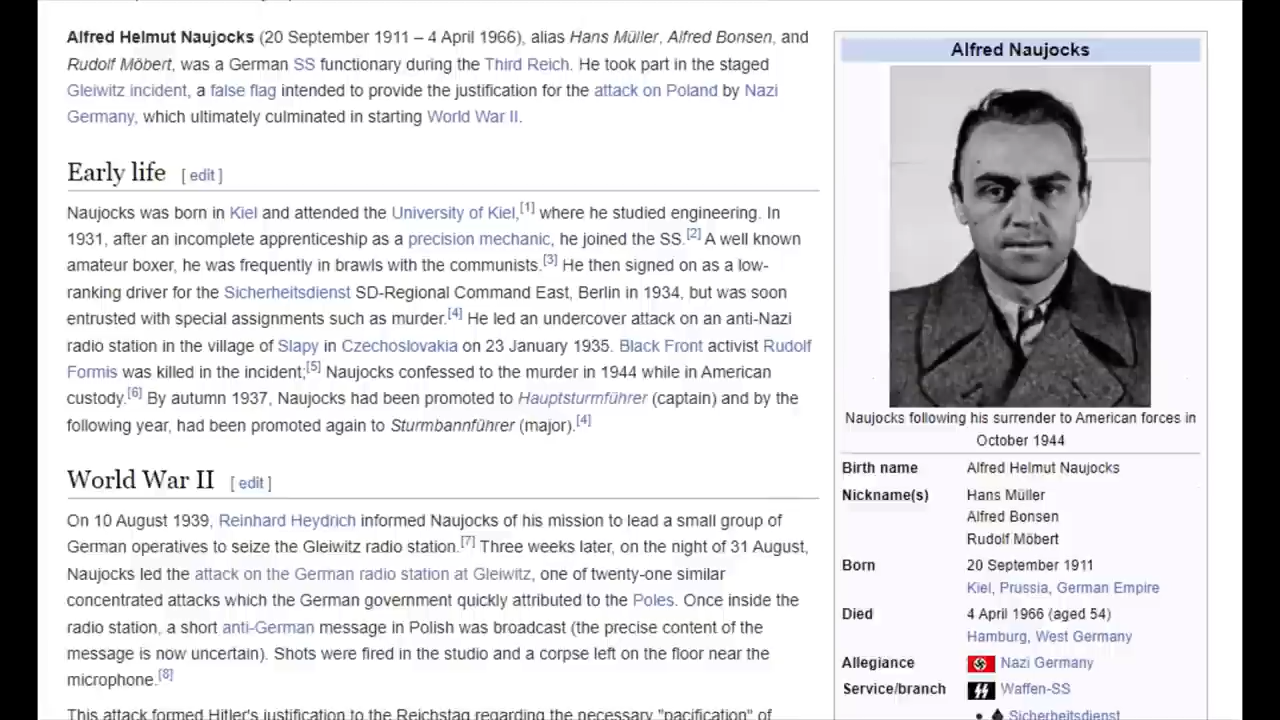 Alfred Helmut Naujocks (20 September 1911 – 4 April 1966), alias Hans Müller, Alfred Bonsen, and
Rudolf Möbert, was a German SS functionary during the Third Reich. He took part in the staged
Gleiwitz incident, a false flag intended to provide the justification for the attack on Poland by Nazi
Germany, which ultimately culminated in starting World War II.
Early life [ edit ]
Naujocks was born in Kiel and attended the University of Kiel,[1] where he studied engineering. In
1931, after an incomplete apprenticeship as a precision mechanic, he joined the SS.[2] A well known
amateur boxer, he was frequently in brawls with the communists.[3] He then signed on as a low-
ranking driver for the Sicherheitsdienst SD-Regional Command East, Berlin in 1934, but was soon
entrusted with special assignments such as murder.[4] He led an undercover attack on an anti-Nazi
radio station in the village of Slapy in Czechoslovakia on 23 January 1935. Black Front activist Rudolf
Formis was killed in the incident;[5] Naujocks confessed to the murder in 1944 while in American
custody.[6] By autumn 1937, Naujocks had been promoted to Hauptsturmführer (captain) and by the
following year, had been promoted again to Sturmbannführer (major).[4]
World War II [ edit ]
On 10 August 1939, Reinhard Heydrich informed Naujocks of his mission to lead a small group of
German operatives to seize the Gleiwitz radio station.[7] Three weeks later, on the night of 31 August,
Naujocks led the attack on the German radio station at Gleiwitz, one of twenty-one similar
concentrated attacks which the German government quickly attributed to the Poles. Once inside the
radio station, a short anti-German message in Polish was broadcast (the precise content of the
message is now uncertain). Shots were fired in the studio and a corpse left on the floor near the
microphone.[8]
This attack formed Hitler's justification to the Reichstag regarding the necessary "pacification" of
Alfred Naujocks
Naujocks following his surrender to American forces in
October 1944
Birth name Alfred Helmut Naujocks
Nickname(s) Hans Müller
Alfred Bonsen
Rudolf Möbert
Born 20 September 1911
Kiel, Prussia, German Empire
Died 4 April 1966 (aged 54)
Hamburg, West Germany
Allegiance Nazi Germany
Service/branch Waffen-SS
• Sicherheitsdienst